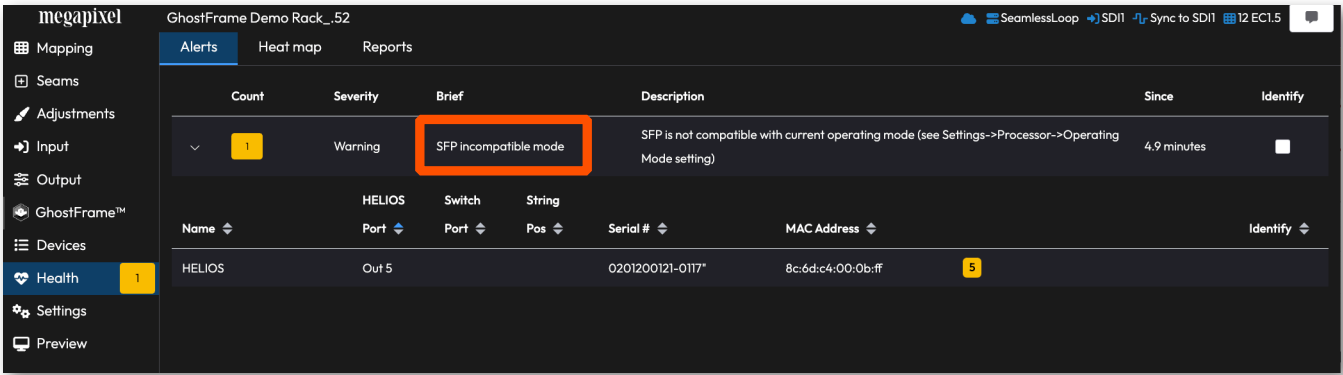 megapixel
GhostFrame Demo Rack_.52
SeamlessLoop SDI1 Sync to SDI1 12 EC1.5
Mapping
Seams
Adjustments
Input
Output
GhostFrame™
Devices
Health 1
Settings
Preview
Alerts Heat map Reports
Count Severity Brief Description Since Identify
1 Warning SFP incompatible mode SFP is not compatible with current operating mode (see Settings->Processor->Operating
Mode setting) 4.9 minutes
HELIOS Switch String
Name Port Port Pos Serial # MAC Address Identify
HELIOS Out 5 0201200121-0117" 8c:6d:c4:00:0b:ff 5